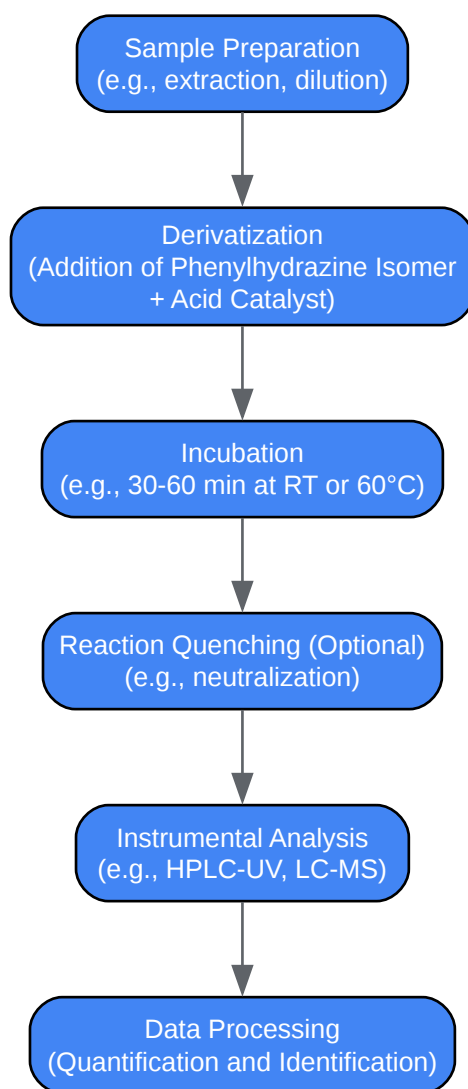 Sample Preparation
(e.g., extraction, dilution)
Derivatization
(Addition of Phenylhydrazine Isomer
+ Acid Catalyst)
Incubation
(e.g., 30-60 min at RT or 60°C)
Reaction Quenching (Optional)
(e.g., neutralization)
Instrumental Analysis
(e.g., HPLC-UV, LC-MS)
Data Processing
(Quantification and Identification)